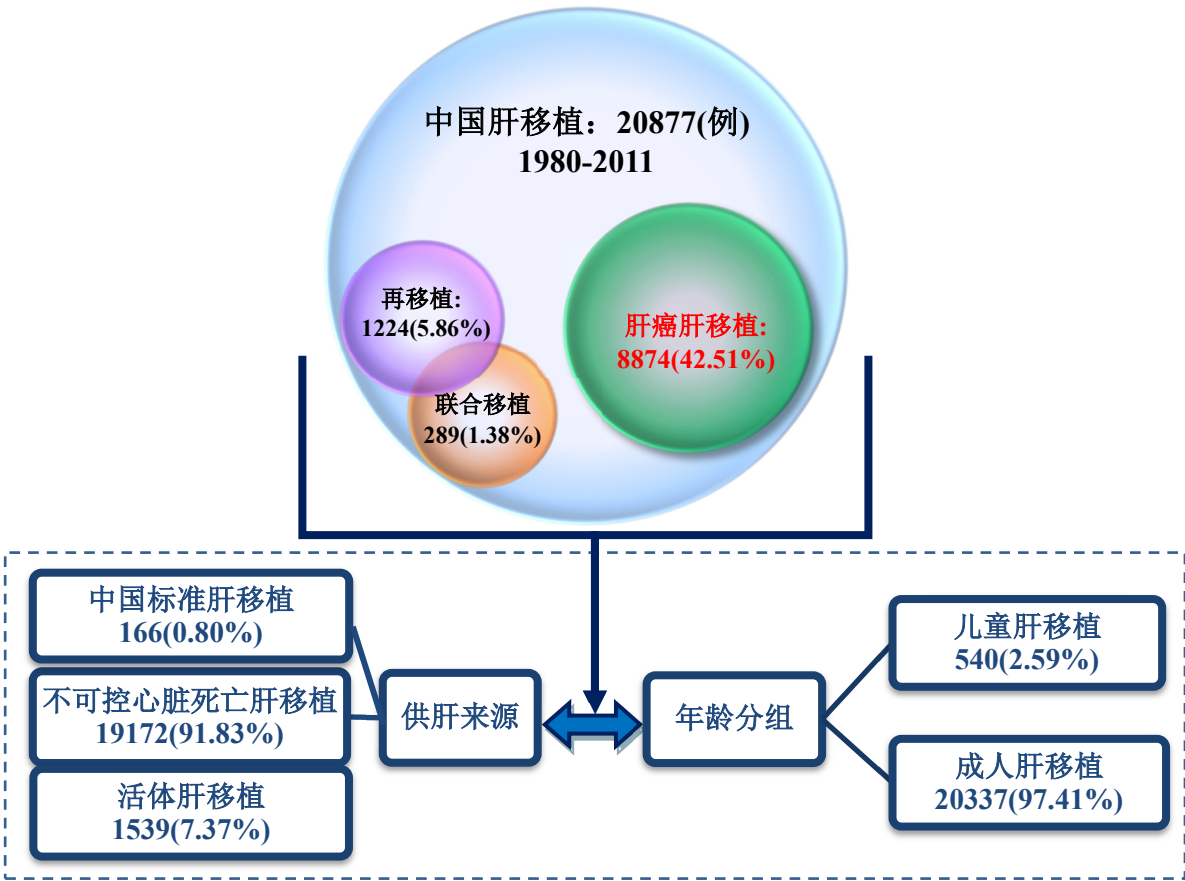 中国肝移植：20877(例)
1980-2011
再移植:
1224(5.86%)
肝癌肝移植:
8874(42.51%)
联合移植
289(1.38%)
中国标准肝移植
166(0.80%)
不可控心脏死亡肝移植
19172(91.83%)
活体肝移植
1539(7.37%)
供肝来源
年龄分组
儿童肝移植
540(2.59%)
成人肝移植
20337(97.41%)